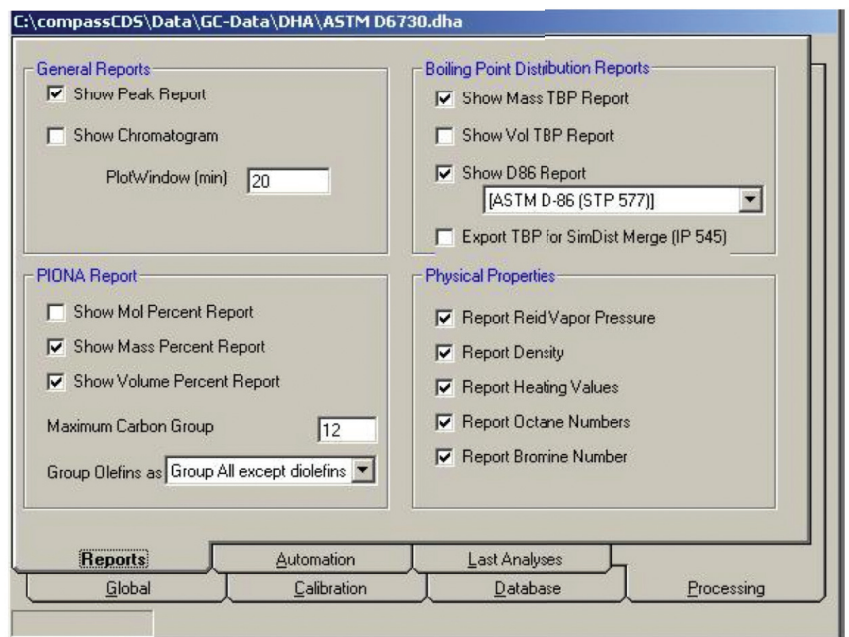 C:\compassCDS\Data\GC-Data\DHA\ASTM D6730.dha
General Reports
Show Peak Report
Show Chromatogram
PlotWindow (min) 20
Boiling Point Distribution Reports
Show Mass TBP Report
Show Vol TBP Report
Show D86 Report
[ASTM D-86 (STP 577)]
Export TBP for SimDist Merge (IP 545)
PIONA Report
Show Mol Percent Report
Show Mass Percent Report
Show Volume Percent Report
Maximum Carbon Group 12
Group Olefins as Group All except diolefins
Physical Properties
Report Reid Vapor Pressure
Report Density
Report Heating Values
Report Octane Numbers
Report Bromine Number
Reports Automation Last Analyses
Global Calibration Database Processing